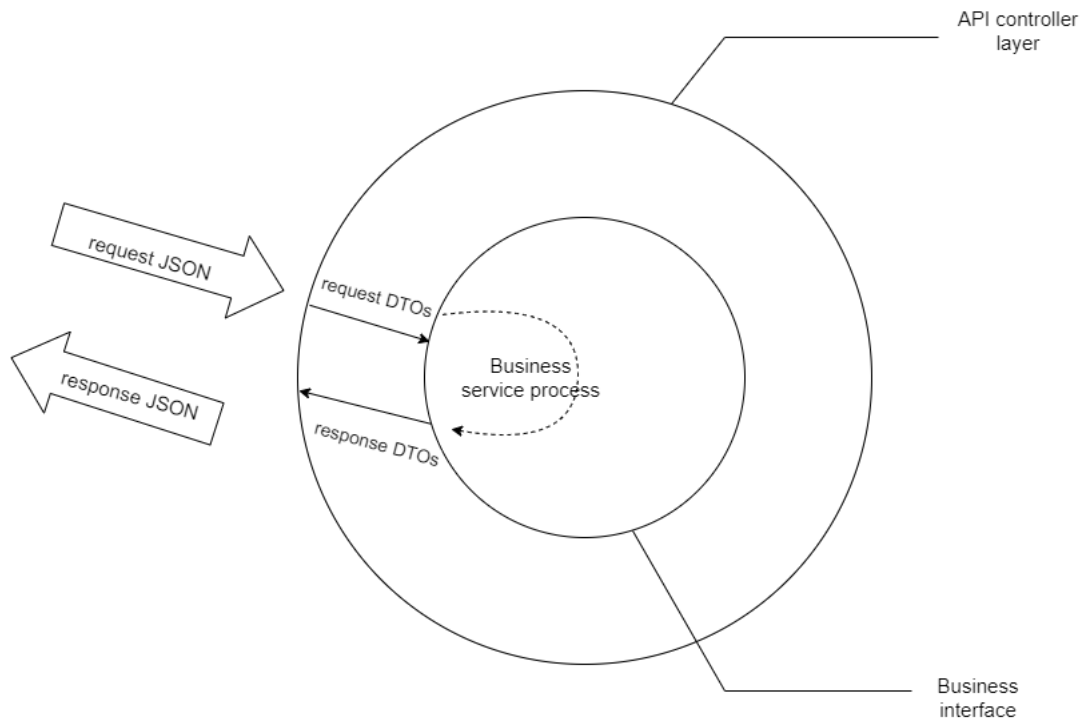 API controller
layer
request JSON
request DTOs
Business
service process
response JSON
response DTOs
Business
interface